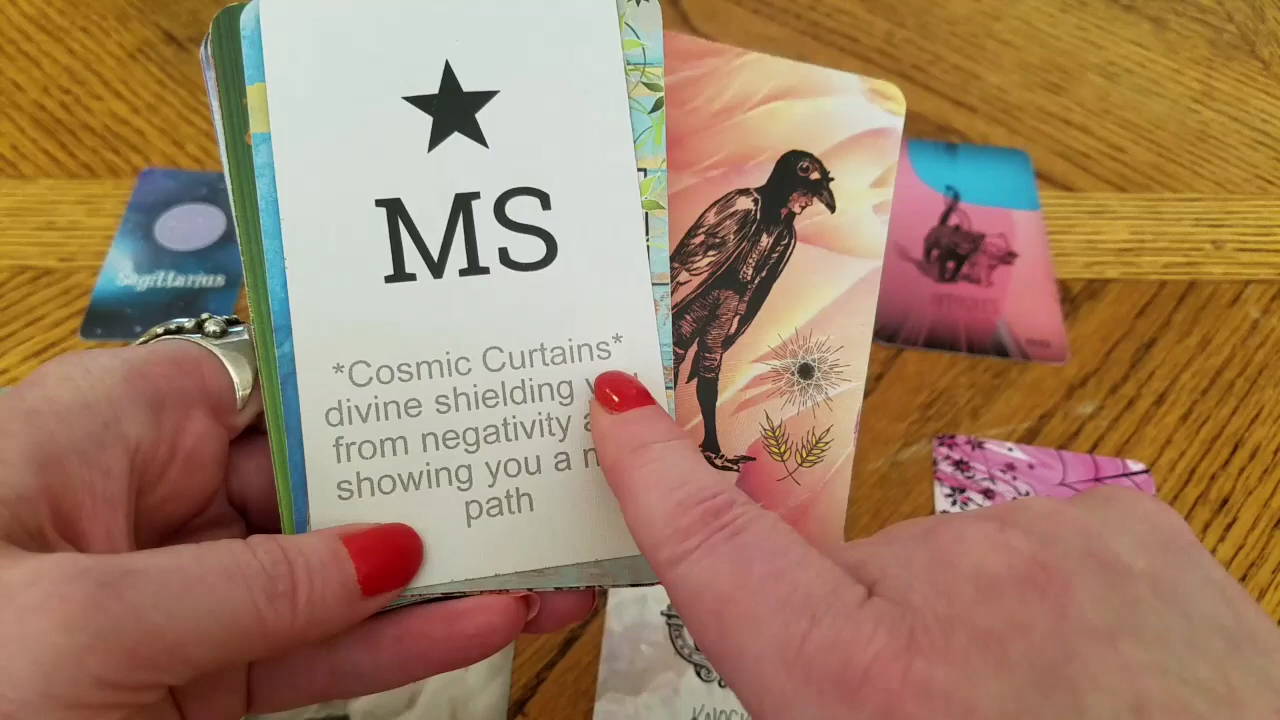 MS
*Cosmic Curtains*
divine shielding
from negativity
showing you a
path
Sagittarius